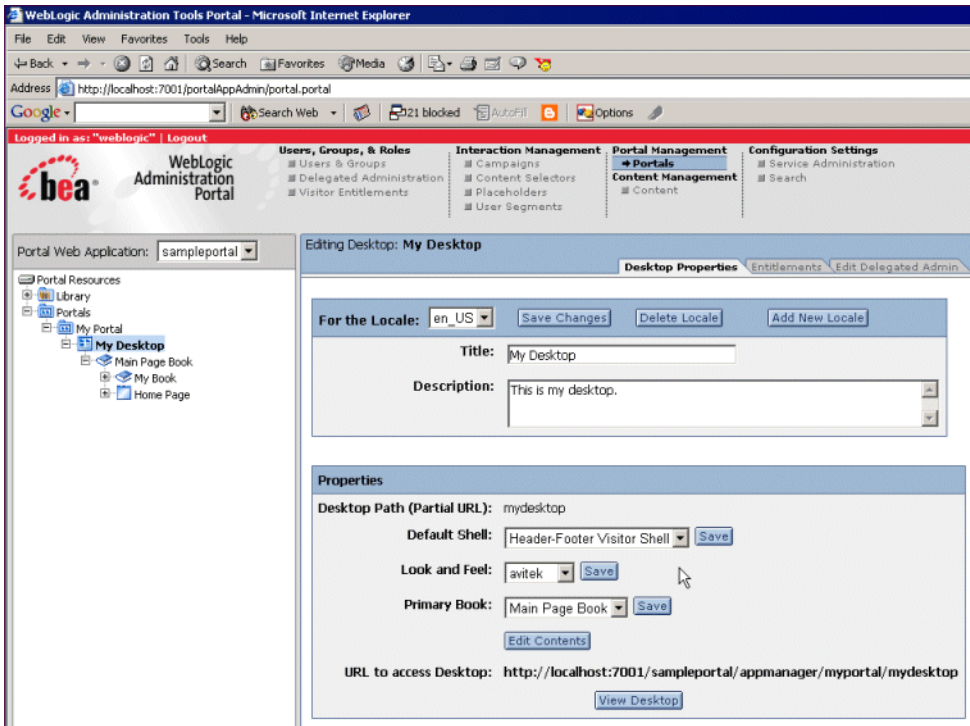 WebLogic Administration Tools Portal - Microsoft Internet Explorer
File Edit View Favorites Tools Help
Back Search Favorites Media
Address http://localhost:7001/portalAppAdmin/portal.portal
Google Search Web 321 blocked AutoFill Options
Logged in as: "weblogic" | Logout
bea WebLogic Administration Portal
Users, Groups, & Roles
Users & Groups
Delegated Administration
Visitor Entitlements
Interaction Management
Campaigns
Content Selectors
Placeholders
User Segments
Portal Management
Portals
Content Management
Content
Configuration Settings
Service Administration
Search
Portal Web Application: sampleportal
Portal Resources
Library
Portals
My Portal
My Desktop
Main Page Book
My Book
Home Page
Editing Desktop: My Desktop
Desktop Properties Entitlements Edit Delegated Admin
For the Locale: en_US Save Changes Delete Locale Add New Locale
Title: My Desktop
Description: This is my desktop.
Properties
Desktop Path (Partial URL): mydesktop
Default Shell: Header-Footer Visitor Shell Save
Look and Feel: avitek Save
Primary Book: Main Page Book Save
Edit Contents
URL to access Desktop: http://localhost:7001/sampleportal/appmanager/myportal/mydesktop
View Desktop